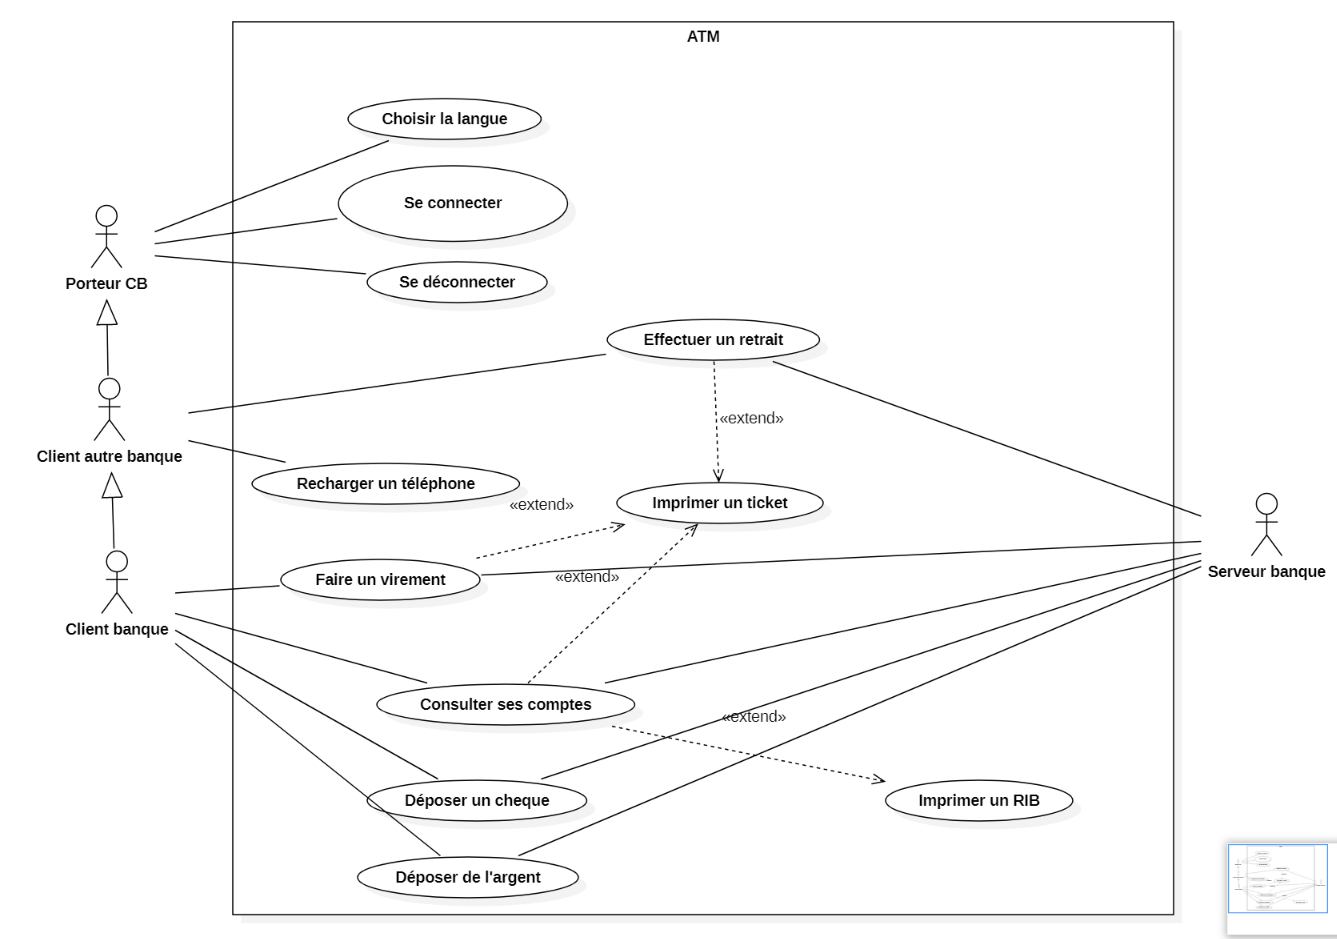 ATM
Choisir la langue
Se connecter
Porteur CB
Se déconnecter
Effectuer un retrait
«extend»
Client autre banque
Recharger un téléphone
«extend»
Imprimer un ticket
Serveur banque
Faire un virement
«extend»
Client banque
Consulter ses comptes
«extend»
Déposer un cheque
Imprimer un RIB
Déposer de l'argent